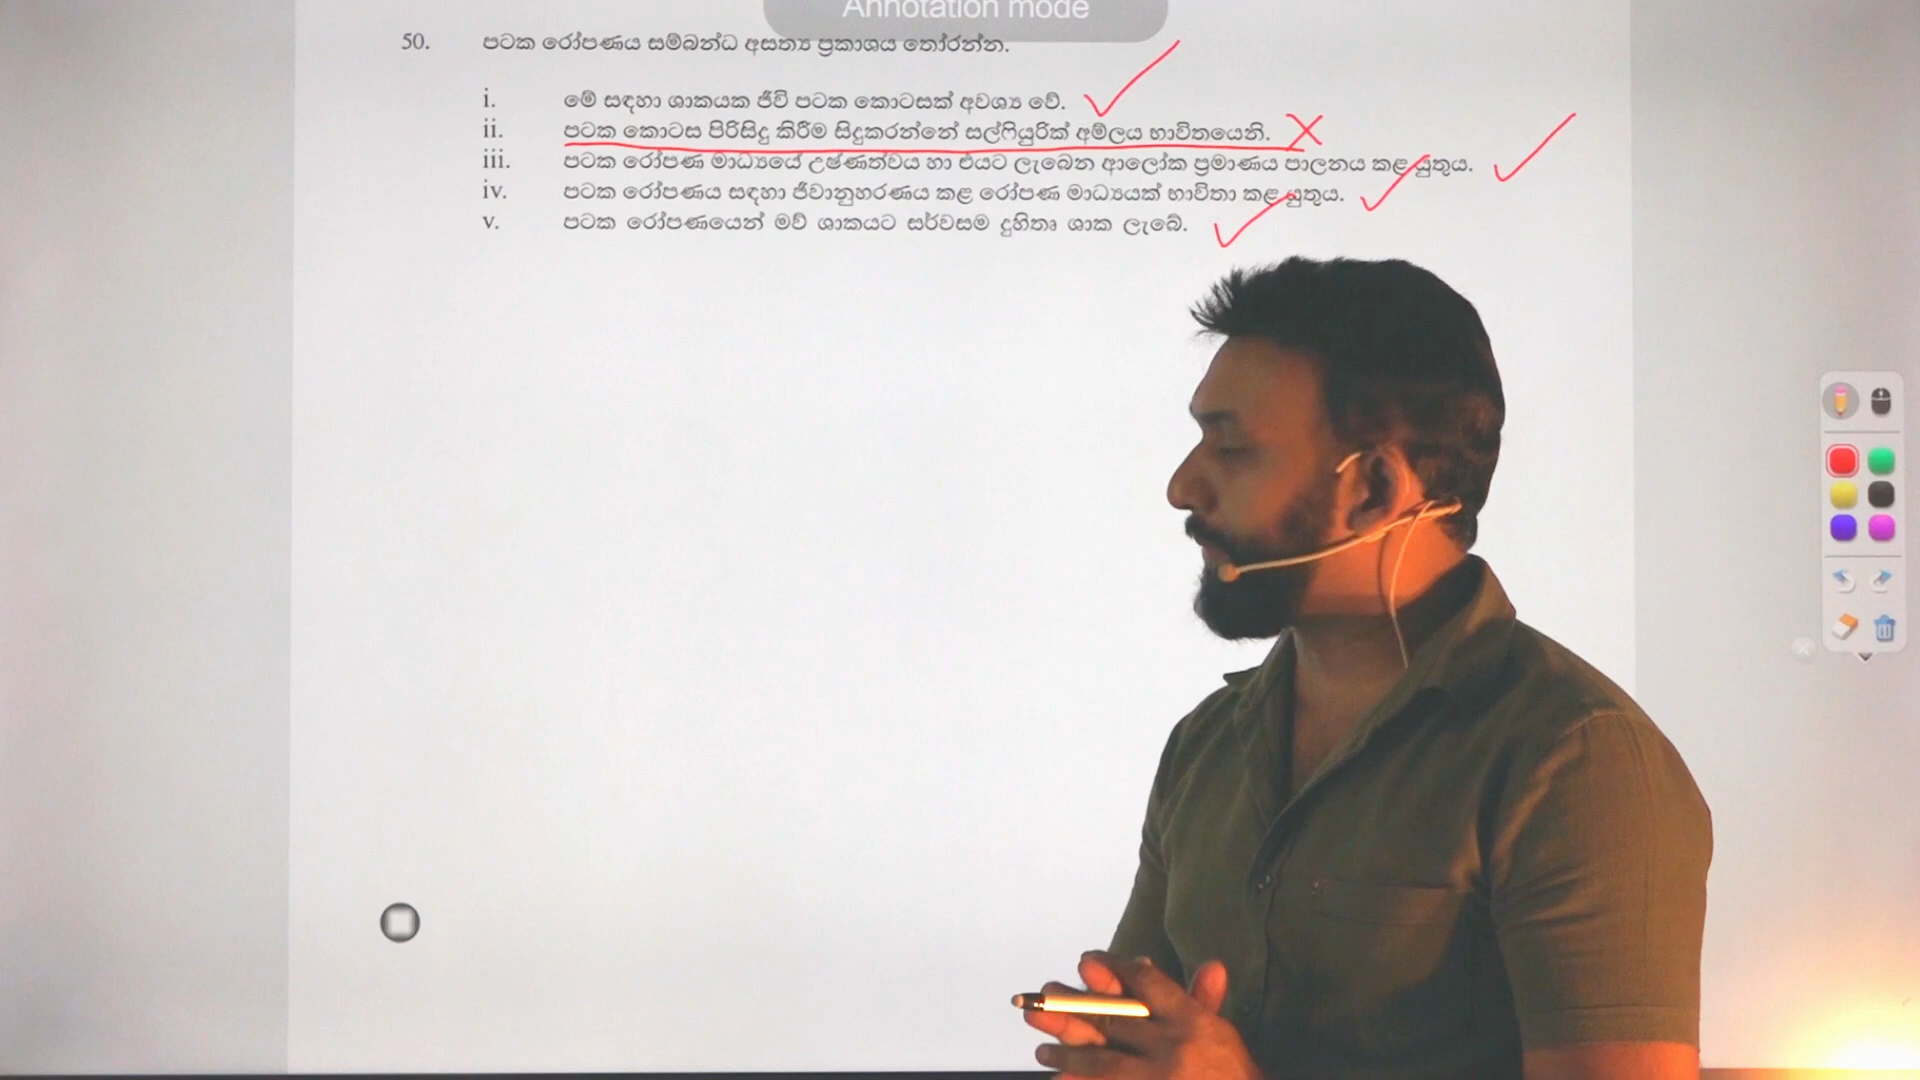 Annotation mode
50. පටක රෝපණය සම්බන්ධ අසත්‍ය ප්‍රකාශය තෝරන්න.
i. මේ සඳහා ශාකයක ජීවි පටක කොටසක් අවශ්‍ය වේ.
ii. පටක කොටස පිරිසිදු කිරීම සිදුකරන්නේ සල්ෆියුරික් අම්ලය භාවිතයෙනි.
iii. පටක රෝපණ මාධ්‍යයේ උෂ්ණත්වය හා එයට ලැබෙන ආලෝක ප්‍රමාණය පාලනය කළ යුතුය.
iv. පටක රෝපණය සඳහා ජීවානුහරණය කළ රෝපණ මාධ්‍යයක් භාවිතා කළ යුතුය.
v. පටක රෝපණයෙන් මව් ශාකයට සර්වසම දුහිතෘ ශාක ලැබේ.